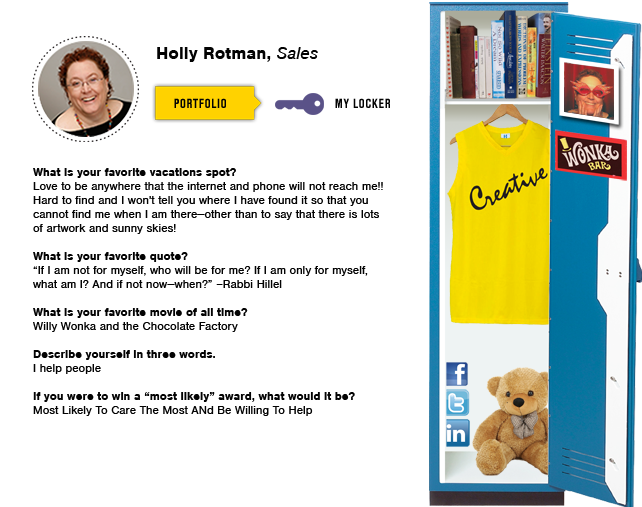 Holly Rotman, Sales
PORTFOLIO
MY LOCKER
What is your favorite vacations spot?
Love to be anywhere that the internet and phone will not reach me!!
Hard to find and I won't tell you where I have found it so that you
cannot find me when I am there–other than to say that there is lots
of artwork and sunny skies!
What is your favorite quote?
“If I am not for myself, who will be for me? If I am only for myself,
what am I? And if not now–when?” –Rabbi Hillel
What is your favorite movie of all time?
Willy Wonka and the Chocolate Factory
Describe yourself in three words.
I help people
If you were to win a “most likely” award, what would it be?
Most Likely To Care The Most ANd Be Willing To Help
Creative
WONKA
BAR
f
t
in